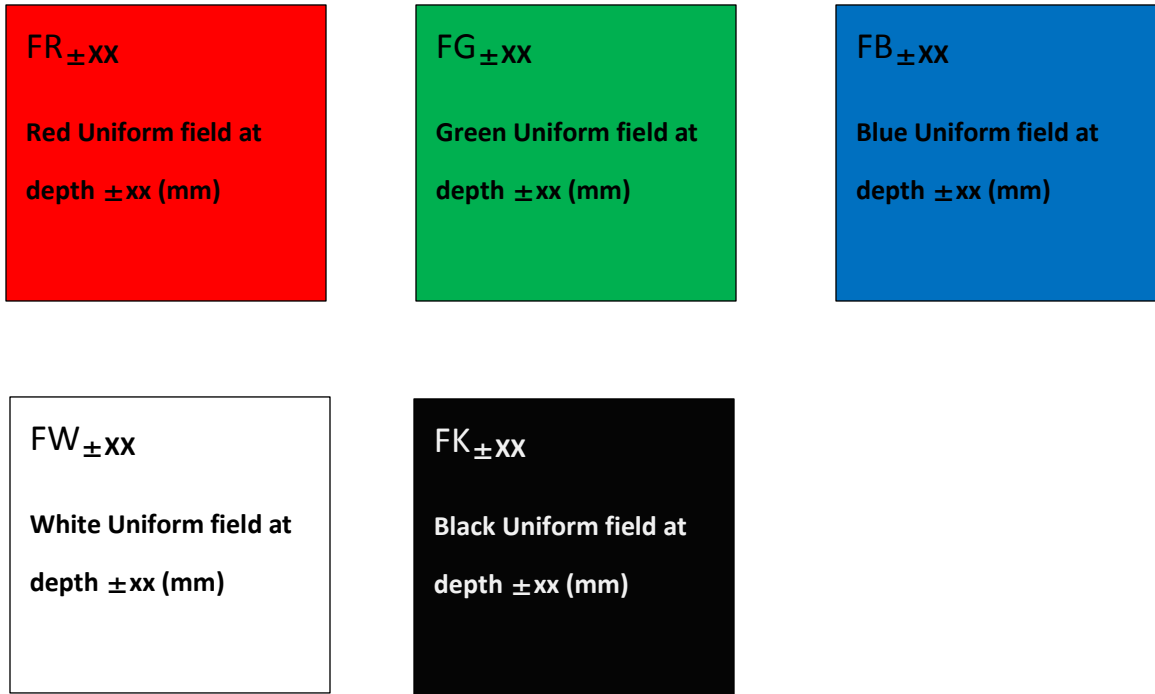 FR±XX
Red Uniform field at
depth ±xx (mm)
FG±XX
Green Uniform field at
depth ±xx (mm)
FB±XX
Blue Uniform field at
depth ±xx (mm)
FW±XX
White Uniform field at
depth ±xx (mm)
FK±XX
Black Uniform field at
depth ±xx (mm)